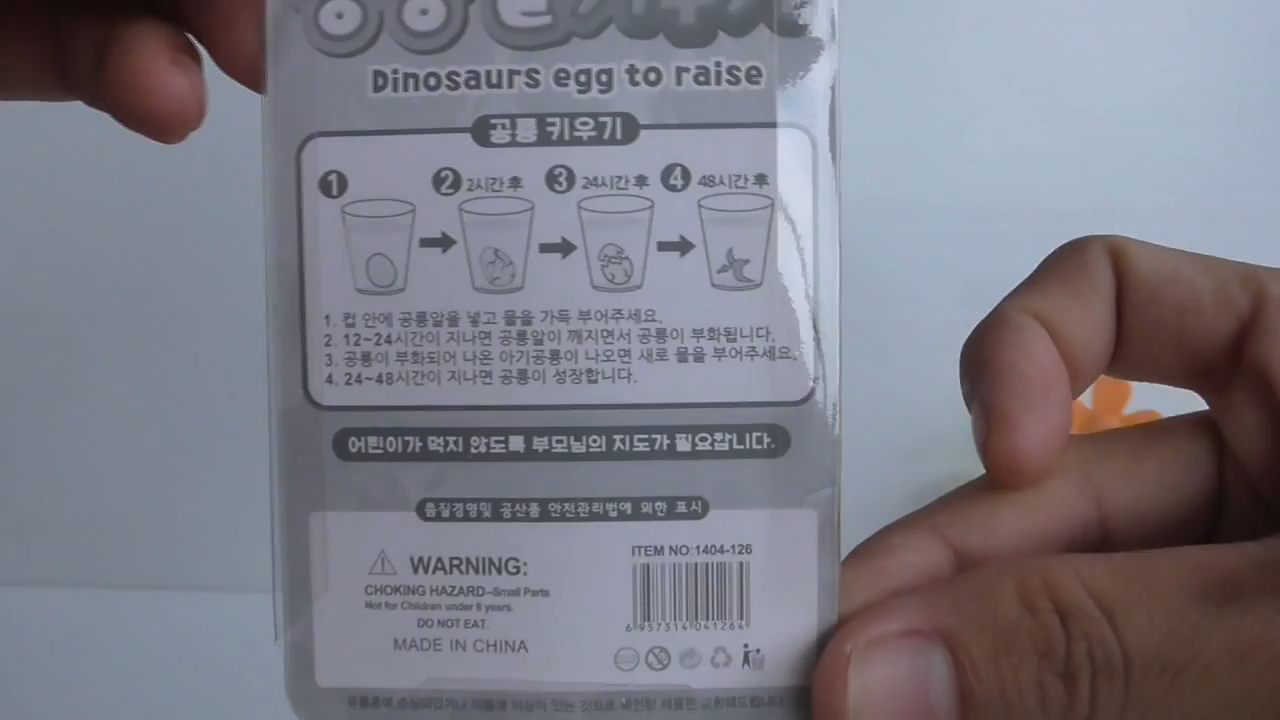 Dinosaurs egg to raise
공룡 키우기
1
2 2시간 후
3 24시간 후
4 48시간 후
1. 컵 안에 공룡알을 넣고 물을 가득 부어주세요.
2. 12~24시간이 지나면 공룡알이 깨지면서 공룡이 부화됩니다.
3. 공룡이 부화되어 나온 아기공룡이 나오면 새로 물을 부어주세요.
4. 24~48시간이 지나면 공룡이 성장합니다.
어린이가 먹지 않도록 부모님의 지도가 필요합니다.
품질경영및 공산품 안전관리법에 의한 표시
WARNING:
CHOKING HAZARD-Small Parts
Not for Children under 8 years.
DO NOT EAT.
MADE IN CHINA
ITEM NO:1404-126
6 957314 041264